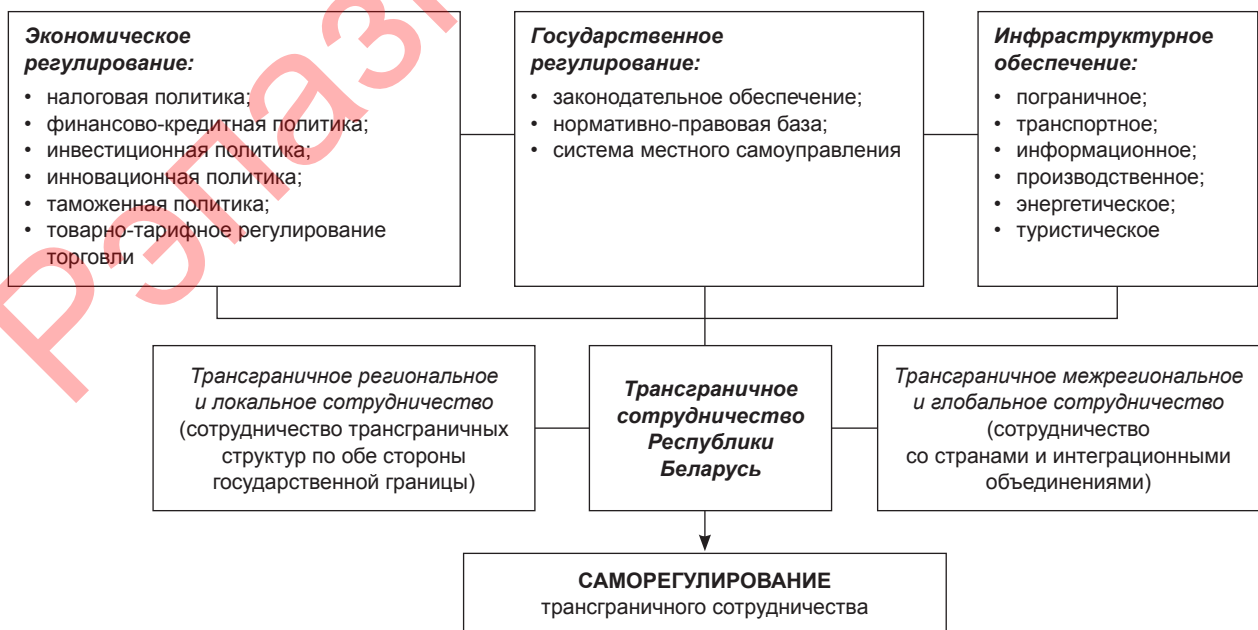 Экономическое
регулирование:
• налоговая политика;
• финансово-кредитная политика;
• инвестиционная политика;
• инновационная политика;
• таможенная политика;
• товарно-тарифное регулирование
торговли
Государственное
регулирование:
• законодательное обеспечение;
• нормативно-правовая база;
• система местного самоуправления
Инфраструктурное
обеспечение:
• пограничное;
• транспортное;
• информационное;
• производственное;
• энергетическое;
• туристическое
Трансграничное региональное
и локальное сотрудничество
(сотрудничество трансграничных
структур по обе стороны
государственной границы)
Трансграничное
сотрудничество
Республики
Беларусь
Трансграничное межрегиональное
и глобальное сотрудничество
(сотрудничество
со странами и интеграционными
объединениями)
САМОРЕГУЛИРОВАНИЕ
трансграничного сотрудничества